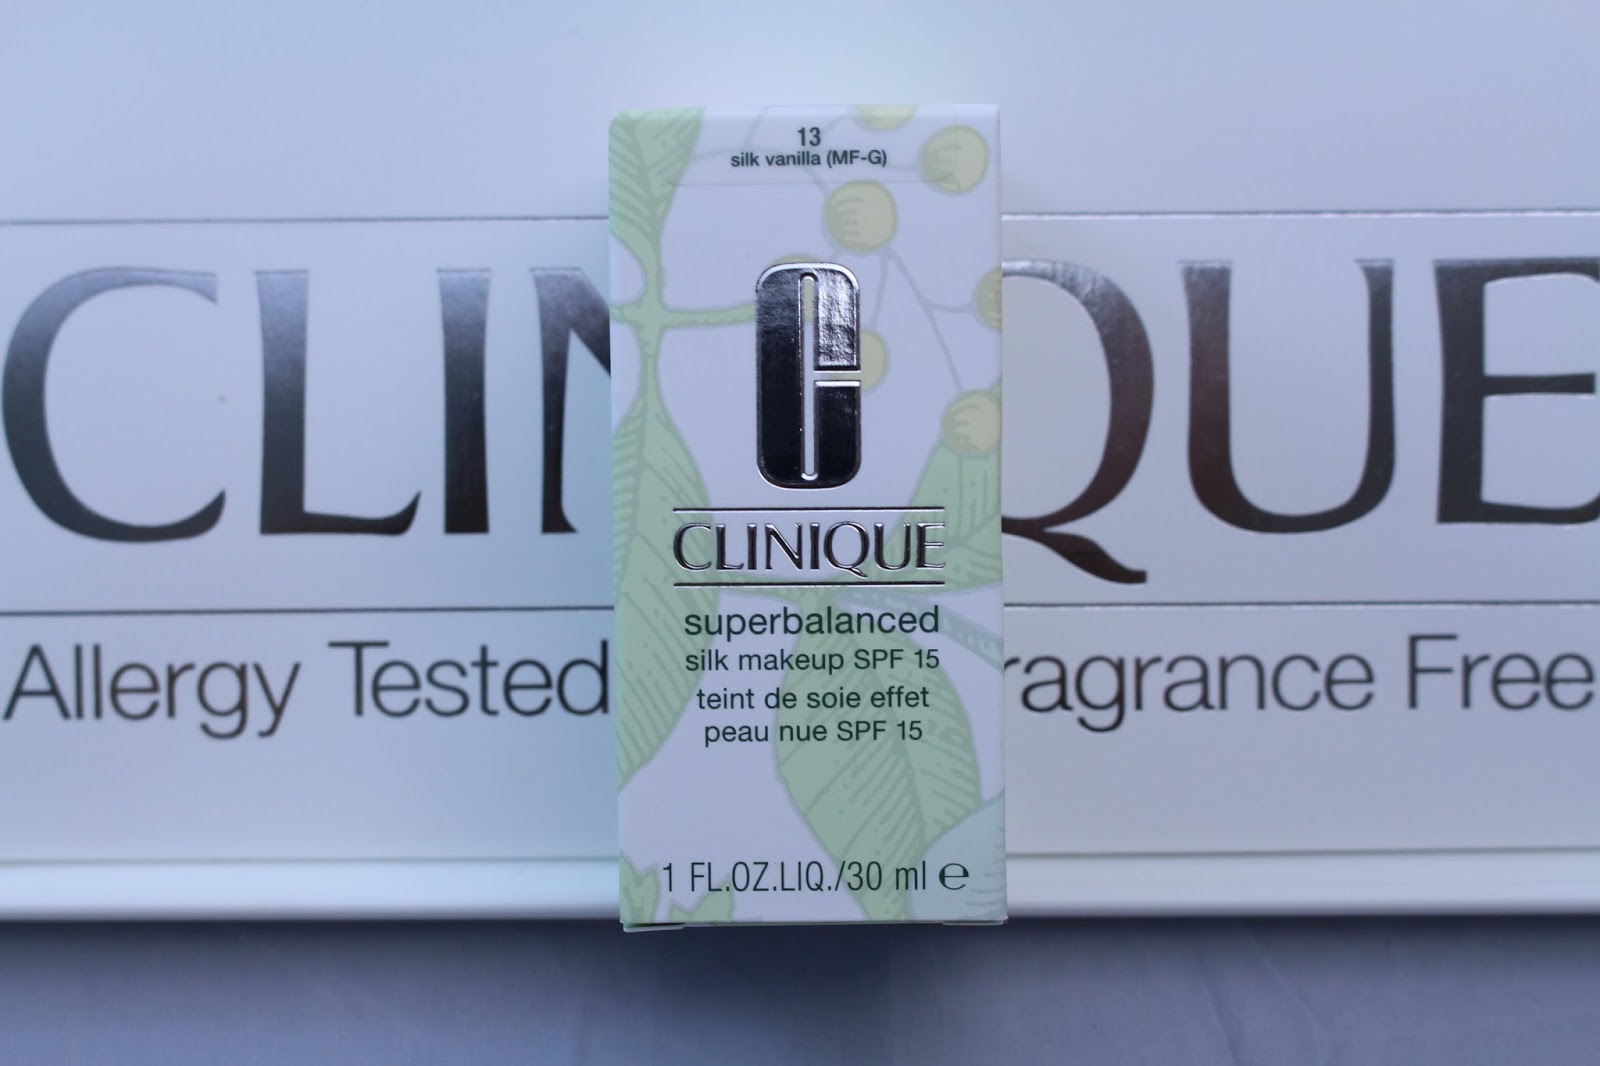 13
silk vanilla (MF-G)
C
CLINIQUE
superbalanced
silk makeup SPF 15
teint de soie effet
peau nue SPF 15
1 FL.OZ.LIQ./30 ml ℮
CLIN QUE
Allergy Tested ragrance Free